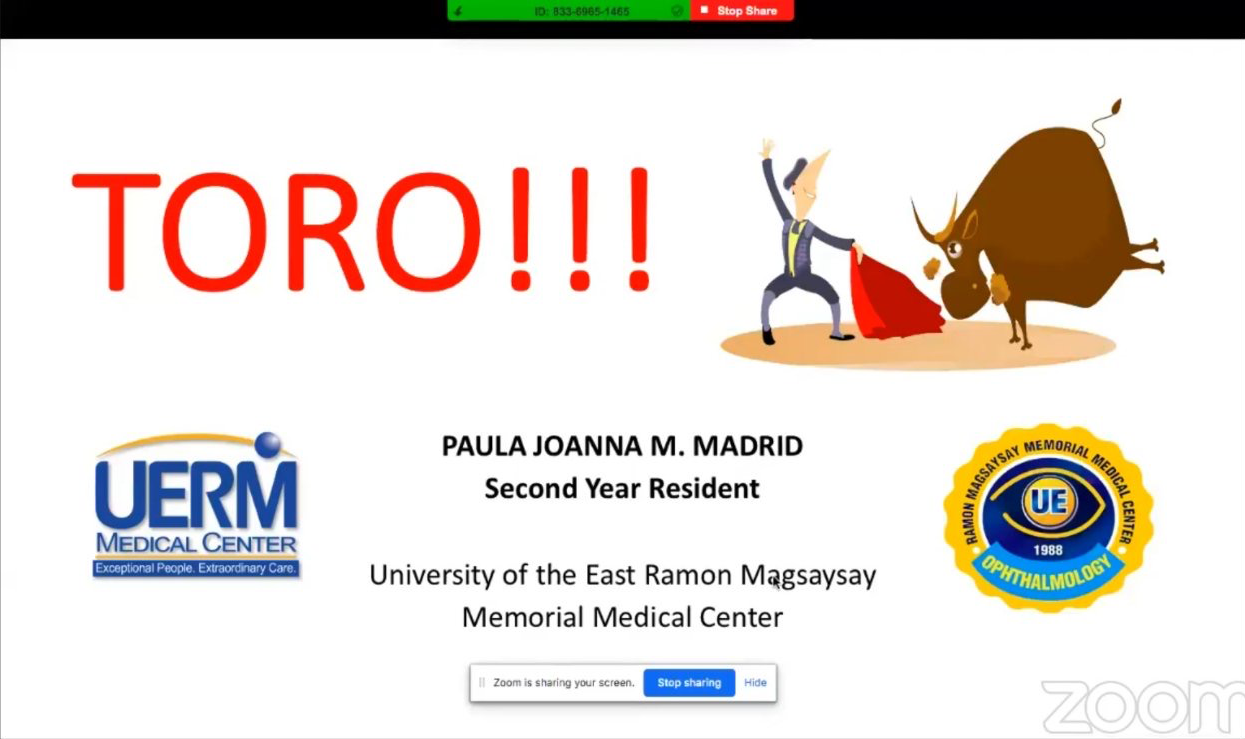 ID: 833-6965-1465
Stop Share
TORO!!!
UERM
MEDICAL CENTER
Exceptional People. Extraordinary Care.
PAULA JOANNA M. MADRID
Second Year Resident
University of the East Ramon Magsaysay
Memorial Medical Center
RAMON MAGSAYSAY MEMORIAL MEDICAL CENTER
UE
1988
OPHTHALMOLOGY
Zoom is sharing your screen.
Stop sharing
Hide
zoom